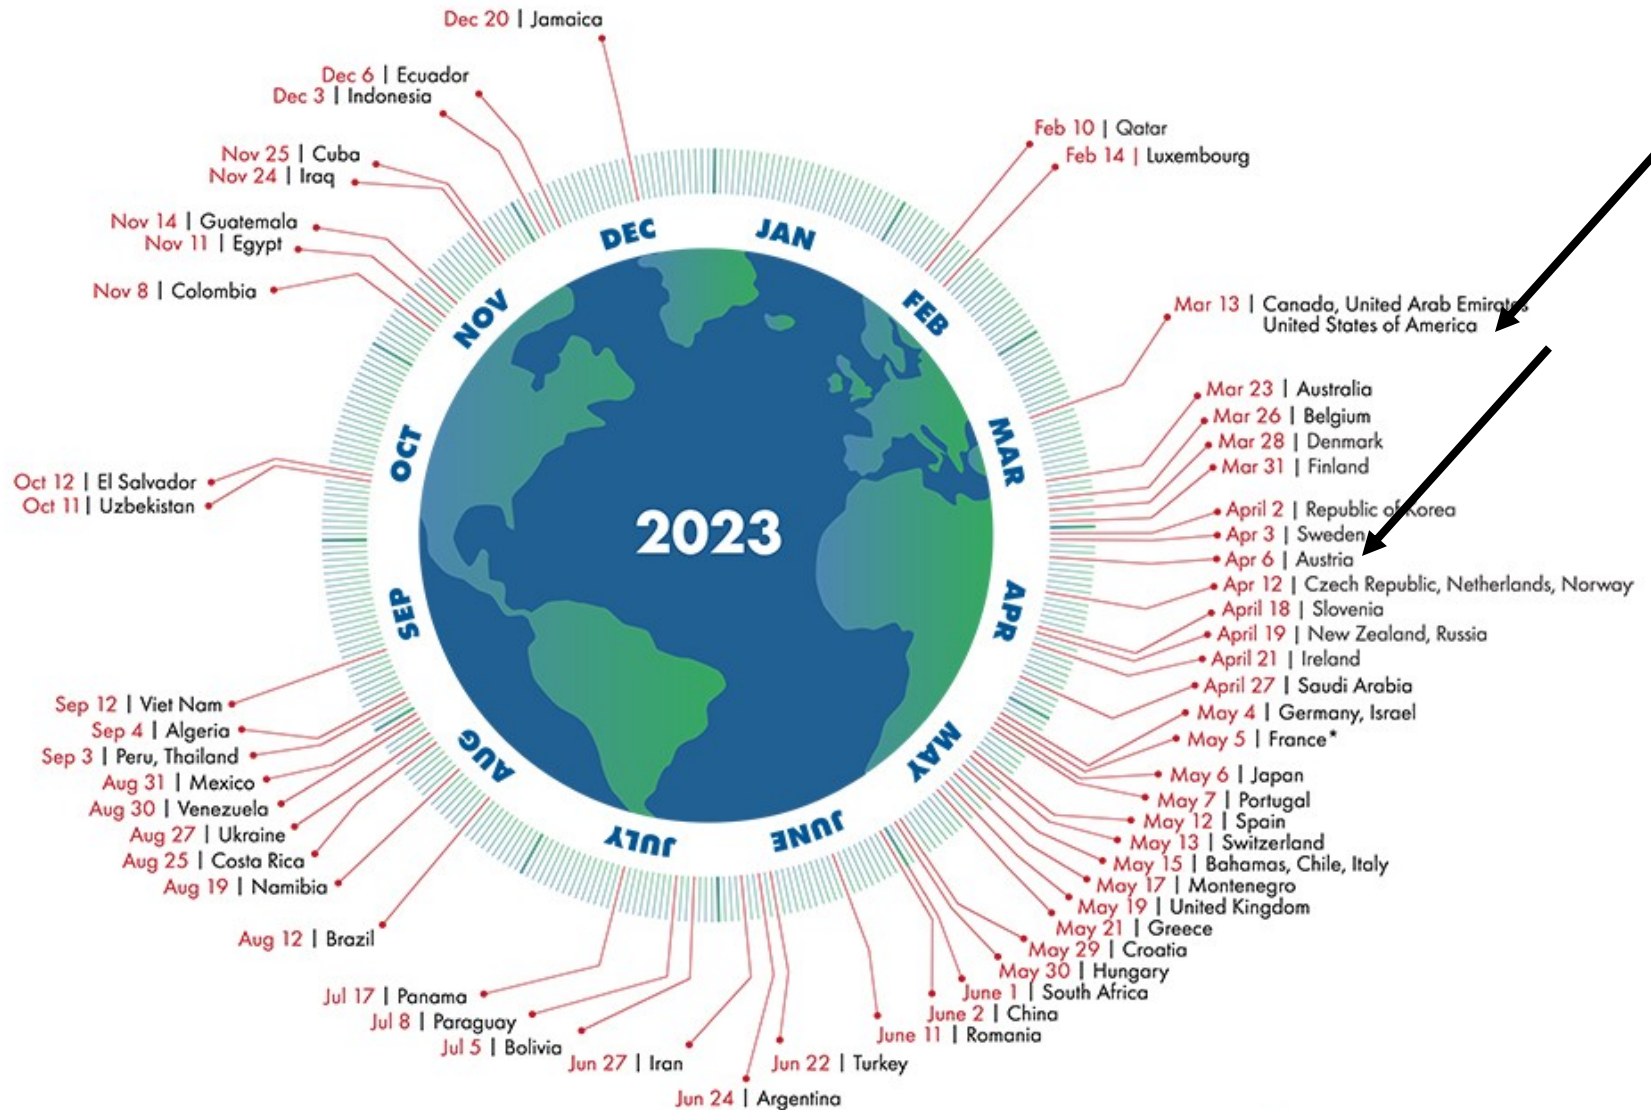 Dec 20 | Jamaica
Dec 6 | Ecuador
Dec 3 | Indonesia
Nov 25 | Cuba
Nov 24 | Iraq
Nov 14 | Guatemala
Nov 11 | Egypt
Nov 8 | Colombia
Oct 12 | El Salvador
Oct 11 | Uzbekistan
Sep 12 | Viet Nam
Sep 4 | Algeria
Sep 3 | Peru, Thailand
Aug 31 | Mexico
Aug 30 | Venezuela
Aug 27 | Ukraine
Aug 25 | Costa Rica
Aug 19 | Namibia
Aug 12 | Brazil
Jul 17 | Panama
Jul 8 | Paraguay
Jul 5 | Bolivia
Jun 27 | Iran
Jun 24 | Argentina
Jun 22 | Turkey
Feb 10 | Qatar
Feb 14 | Luxembourg
Mar 13 | Canada, United Arab Emirates
United States of America
Mar 23 | Australia
Mar 26 | Belgium
Mar 28 | Denmark
Mar 31 | Finland
April 2 | Republic of Korea
Apr 3 | Sweden
Apr 6 | Austria
Apr 12 | Czech Republic, Netherlands, Norway
April 18 | Slovenia
April 19 | New Zealand, Russia
April 21 | Ireland
April 27 | Saudi Arabia
May 4 | Germany, Israel
May 5 | France*
May 6 | Japan
May 7 | Portugal
May 12 | Spain
May 13 | Switzerland
May 15 | Bahamas, Chile, Italy
May 17 | Montenegro
May 19 | United Kingdom
May 21 | Greece
May 29 | Croatia
May 30 | Hungary
June 1 | South Africa
June 2 | China
June 11 | Romania
JAN
FEB
MAR
APR
MAY
JUNE
JULY
AUG
SEP
OCT
NOV
DEC
2023